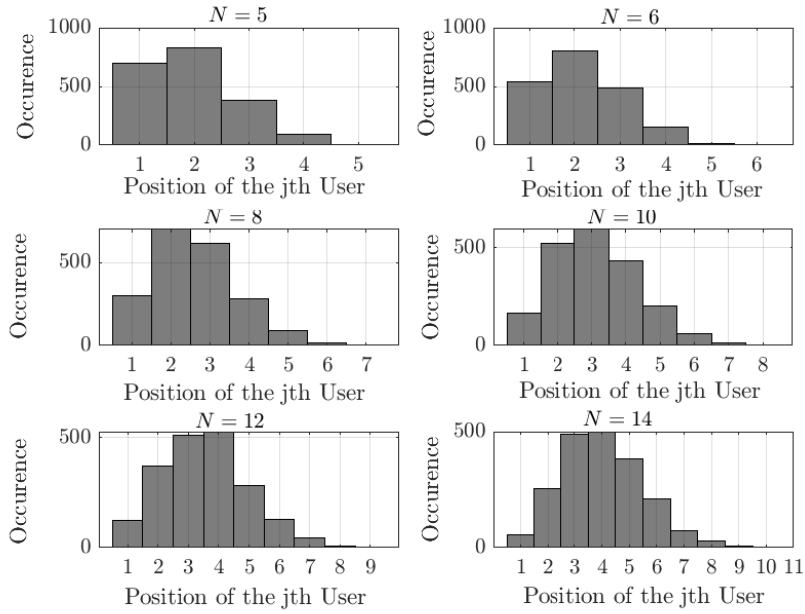 N = 5
1000
500
0
Occurence
1 2 3 4 5
Position of the jth User
N = 6
1000
500
0
Occurence
1 2 3 4 5 6
Position of the jth User
N = 8
500
0
Occurence
1 2 3 4 5 6 7
Position of the jth User
N = 10
500
0
Occurence
1 2 3 4 5 6 7 8
Position of the jth User
N = 12
500
0
Occurence
1 2 3 4 5 6 7 8 9
Position of the jth User
N = 14
500
0
Occurence
1 2 3 4 5 6 7 8 9 10 11
Position of the jth User